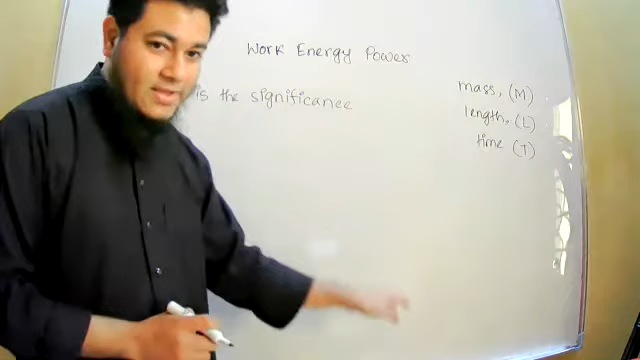 Work Energy Power
is the significance
mass, (M)
length, (L)
time (T)